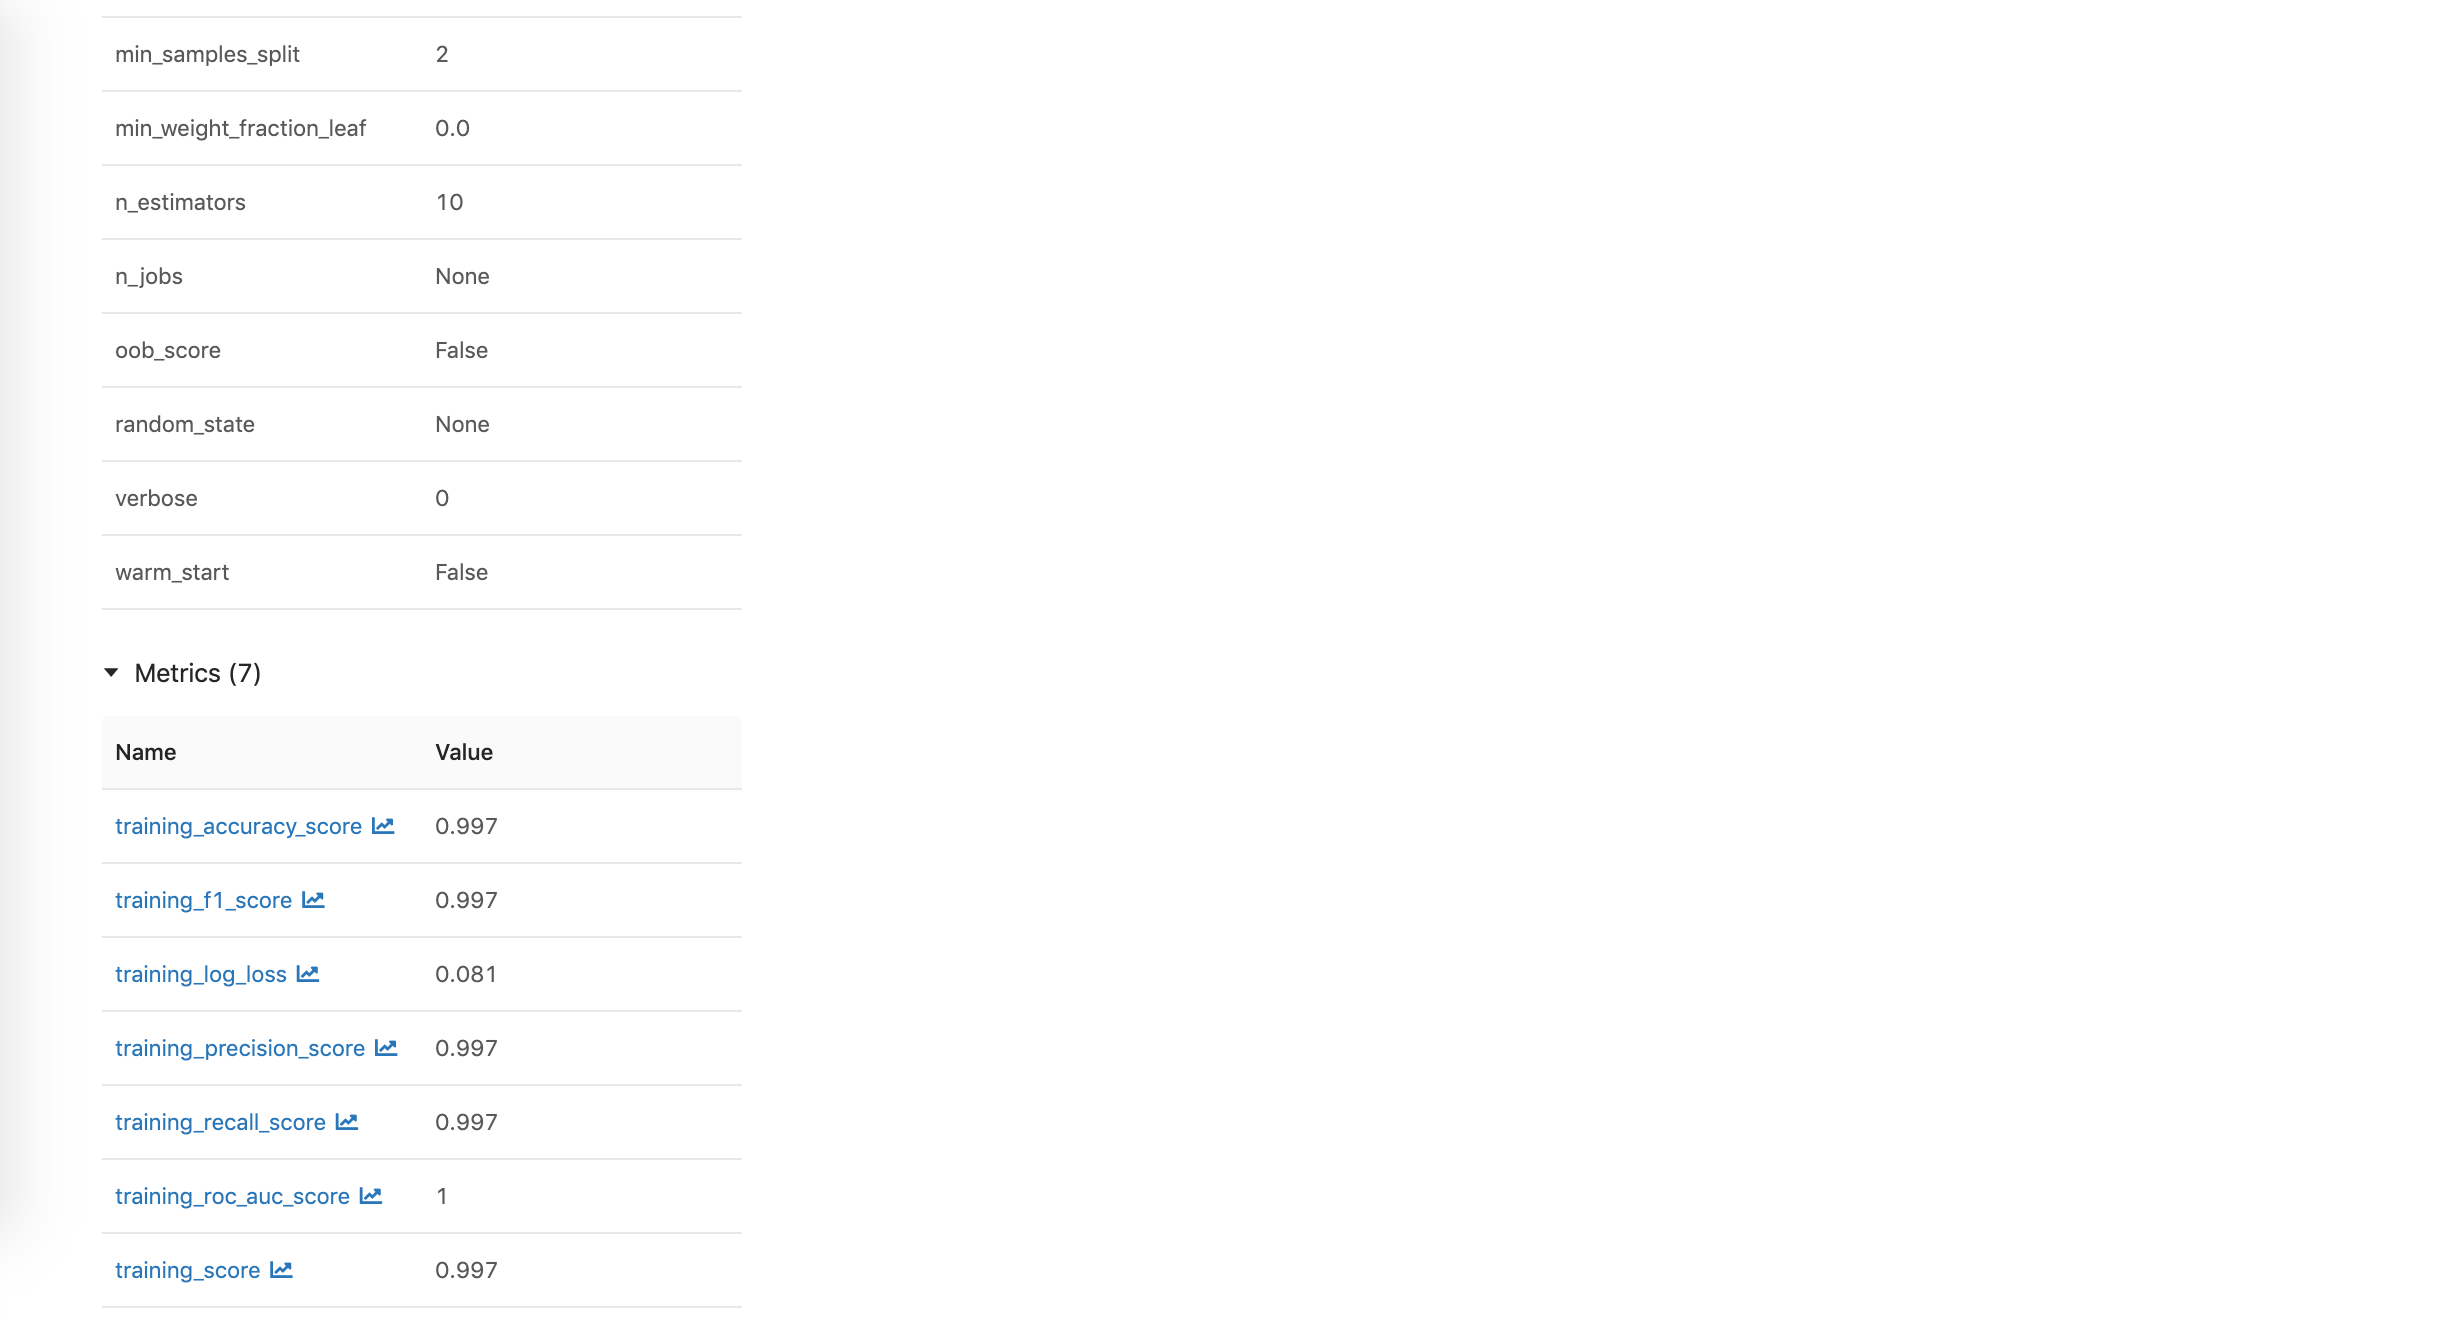 min_samples_split 2
min_weight_fraction_leaf 0.0
n_estimators 10
n_jobs None
oob_score False
random_state None
verbose 0
warm_start False
Metrics (7)
Name Value
training_accuracy_score 0.997
training_f1_score 0.997
training_log_loss 0.081
training_precision_score 0.997
training_recall_score 0.997
training_roc_auc_score 1
training_score 0.997